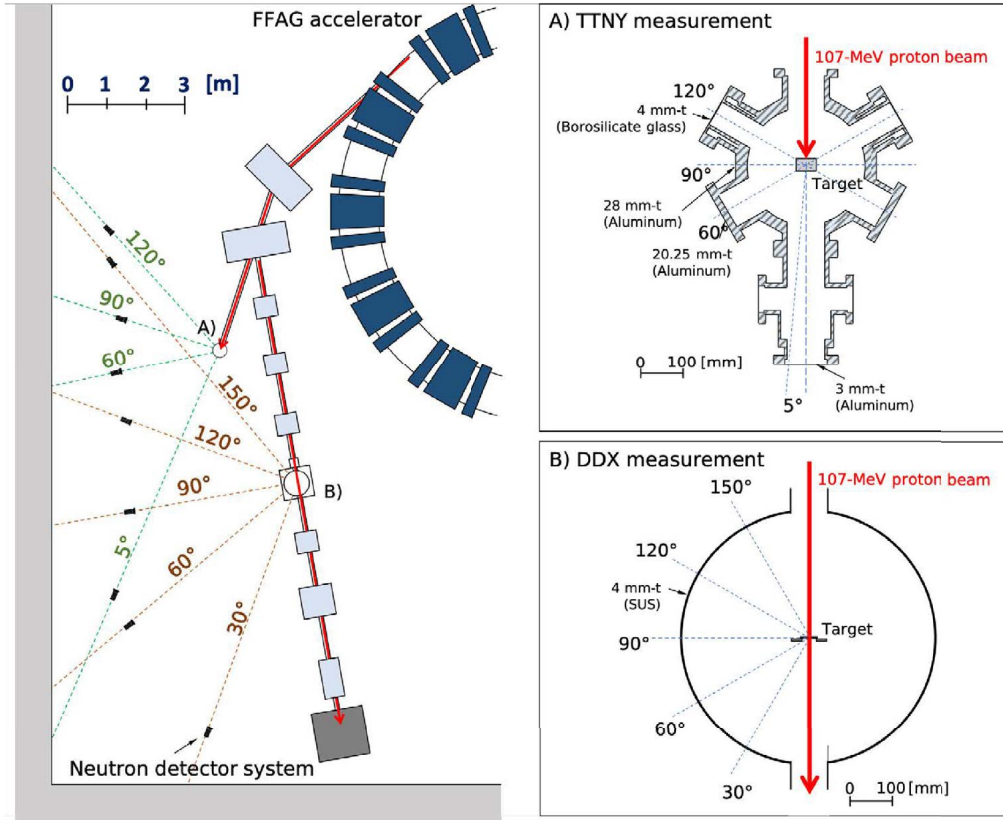 FFAG accelerator
0 1 2 3 [m]
120°
90°
A)
60°
150°
120°
B)
90°
5°
60°
30°
Neutron detector system
A) TTNY measurement
107-MeV proton beam
120°
4 mm-t
(Borosilicate glass)
90°
Target
28 mm-t
(Aluminum)
60°
20.25 mm-t
(Aluminum)
0 100 [mm]
3 mm-t
(Aluminum)
5°
B) DDX measurement
107-MeV proton beam
150°
120°
4 mm-t
(SUS)
Target
90°
60°
30°
0 100 [mm]